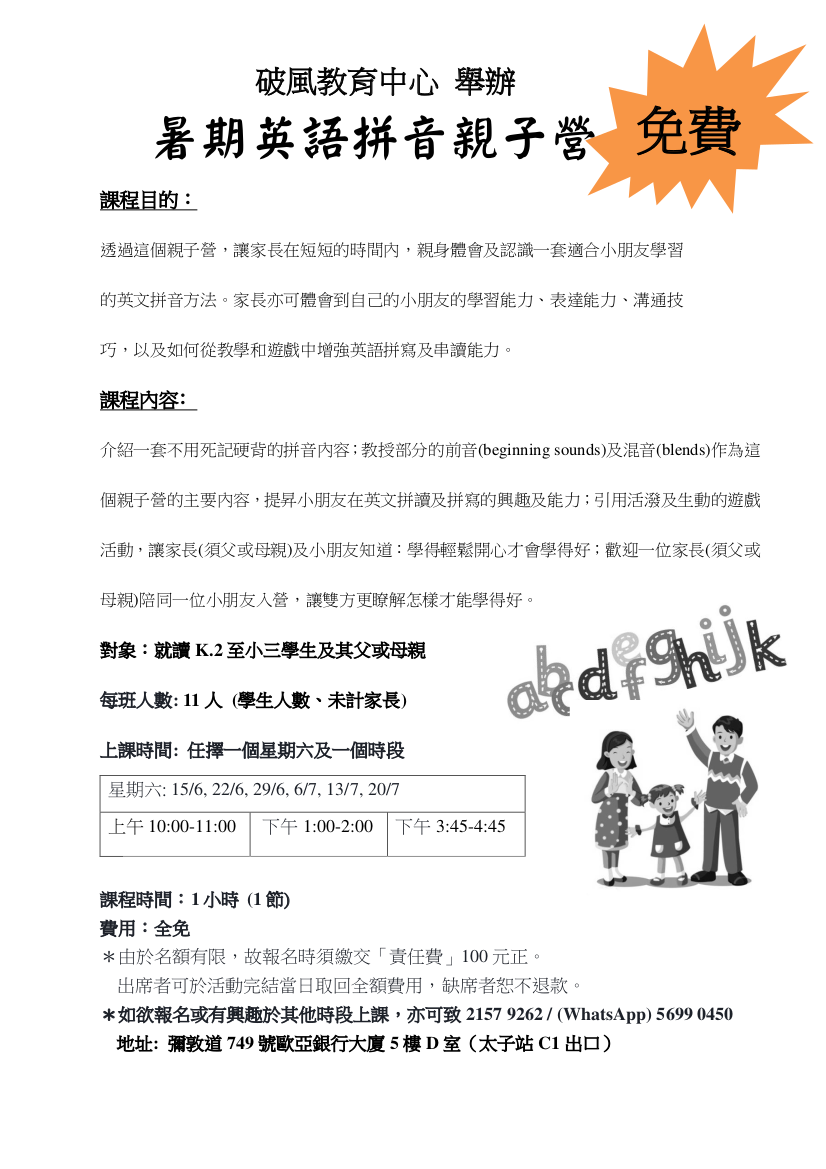 破風教育中心 舉辦
暑期英語拼音親子營
免費
課程目的：
透過這個親子營，讓家長在短短的時間內，親身體會及認識一套適合小朋友學習
的英文拼音方法。家長亦可體會到自己的小朋友的學習能力、表達能力、溝通技
巧，以及如何從教學和遊戲中增強英語拼寫及串讀能力。
課程內容:
介紹一套不用死記硬背的拼音內容；教授部分的前音(beginning sounds)及混音(blends)作為這
個親子營的主要內容，提昇小朋友在英文拼讀及拼寫的興趣及能力；引用活潑及生動的遊戲
活動，讓家長(須父或母親)及小朋友知道：學得輕鬆開心才會學得好；歡迎一位家長(須父或
母親)陪同一位小朋友入營，讓雙方更瞭解怎樣才能學得好。
對象：就讀 K.2 至小三學生及其父或母親
abcdefghijk
每班人數: 11 人 (學生人數、未計家長)
上課時間: 任擇一個星期六及一個時段
星期六: 15/6, 22/6, 29/6, 6/7, 13/7, 20/7
上午 10:00-11:00 下午 1:00-2:00 下午 3:45-4:45
課程時間：1 小時 (1 節)
費用：全免
＊由於名額有限，故報名時須繳交「責任費」100 元正。
出席者可於活動完結當日取回全額費用，缺席者恕不退款。
＊如欲報名或有興趣於其他時段上課，亦可致 2157 9262 / (WhatsApp) 5699 0450
地址: 彌敦道 749 號歐亞銀行大廈 5 樓 D 室（太子站 C1 出口）